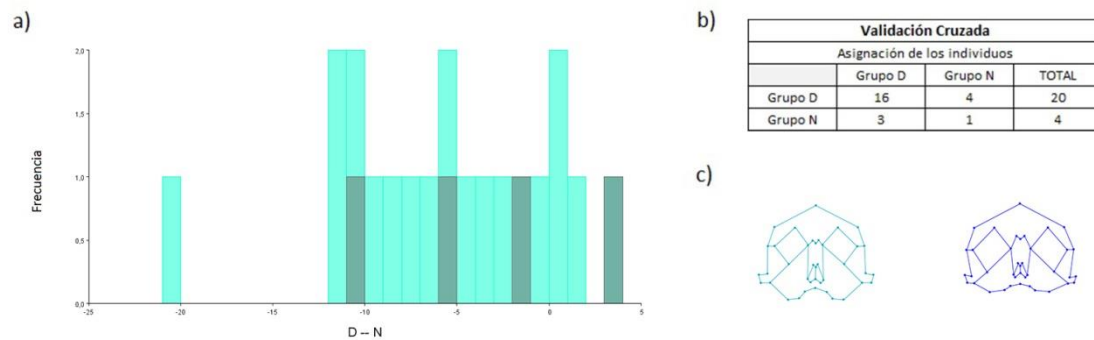 a)
Frecuencia
2,0
1,5
1,0
0,5
0,0
-25 -20 -15 -10 -5 0 5
D -- N
b)
Validación Cruzada
Asignación de los individuos
Grupo D Grupo N TOTAL
Grupo D 16 4 20
Grupo N 3 1 4
c)